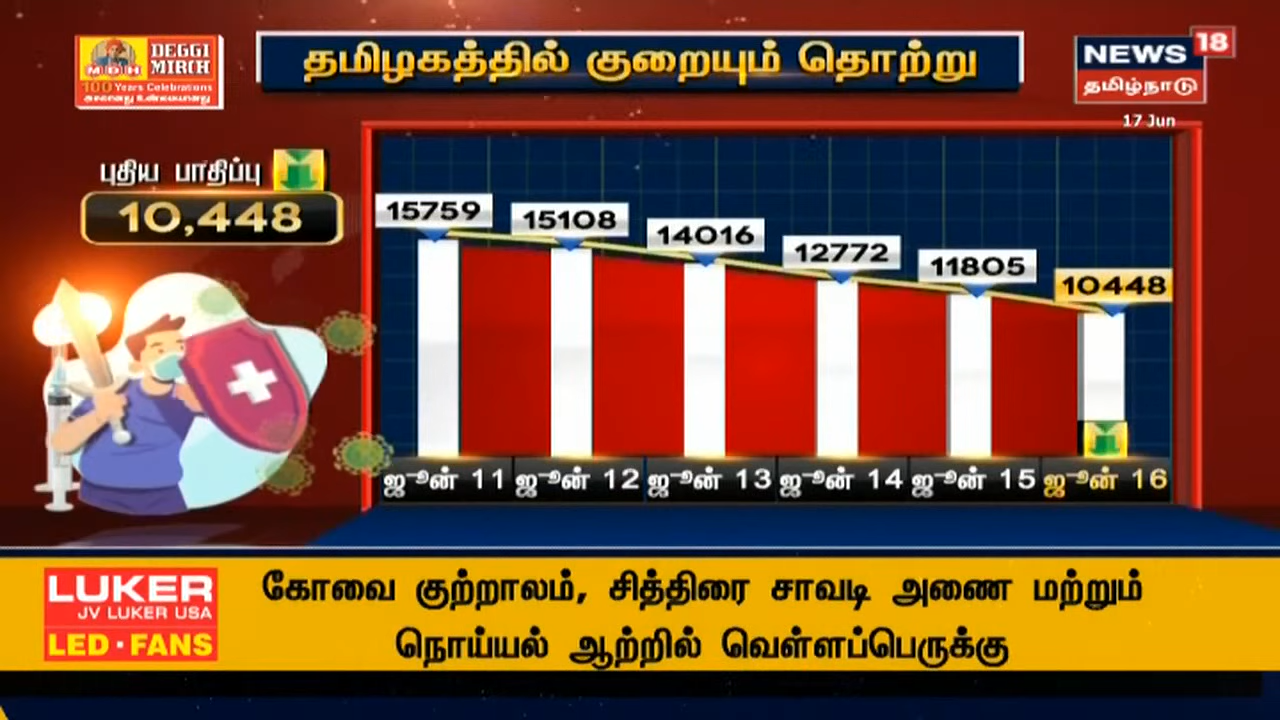 DEGGI
MIRCH
MDH
100 Years Celebrations
தமிழகத்தில் குறையும் தொற்று
NEWS 18
தமிழ்நாடு
17 Jun
புதிய பாதிப்பு
10,448
15759
15108
14016
12772
11805
10448
ஜூன் 11
ஜூன் 12
ஜூன் 13
ஜூன் 14
ஜூன் 15
ஜூன் 16
LUKER
JV LUKER USA
LED·FANS
கோவை குற்றாலம், சித்திரை சாவடி அணை மற்றும்
நொய்யல் ஆற்றில் வெள்ளப்பெருக்கு